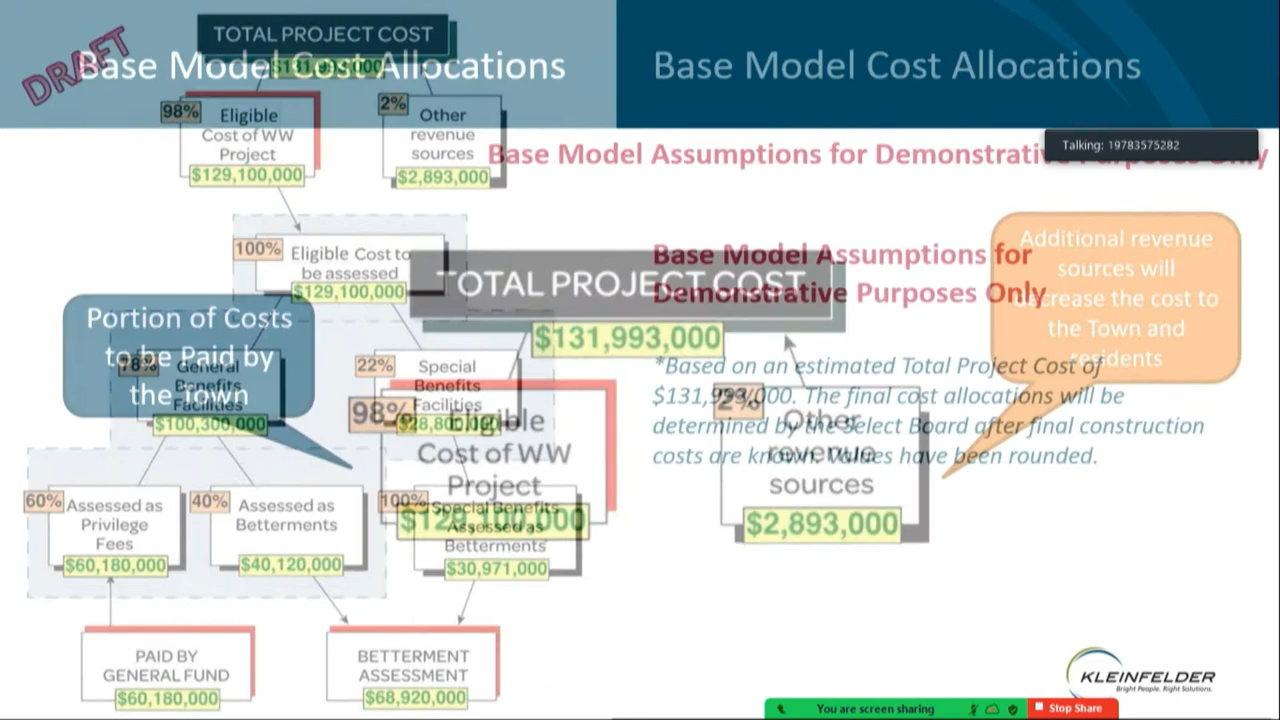 DRAFT
TOTAL PROJECT COST
Base Model Cost Allocations
Base Model Cost Allocations
98%
Eligible
Cost of WW
Project
$129,100,000
2%
Other
revenue
sources
$2,893,000
Base Model Assumptions for Demonstrative Purposes Only
Talking: 19783575282
100%
Eligible Cost to
be assessed
$129,100,000
TOTAL PROJECT COST
$131,993,000
Base Model Assumptions for
Demonstrative Purposes Only
Additional revenue
sources will
decrease the cost to
the Town and
residents
Portion of Costs
to be Paid by
the Town
78%
General
Benefits
Facilities
$100,300,000
22%
Special
Benefits
Facilities
$28,800,000
*Based on an estimated Total Project Cost of
$131,993,000. The final cost allocations will be
determined by the Select Board after final construction
costs are known. Values have been rounded.
98%
Eligible
Cost of WW
Project
2%
Other
revenue
sources
$2,893,000
60%
Assessed as
Privilege
Fees
$60,180,000
40%
Assessed as
Betterments
$40,120,000
100%
Special Benefits
Assessed as
Betterments
$30,971,000
PAID BY
GENERAL FUND
$60,180,000
BETTERMENT
ASSESSMENT
$68,920,000
KLEINFELDER
Bright People. Right Solutions.
You are screen sharing
Stop Share